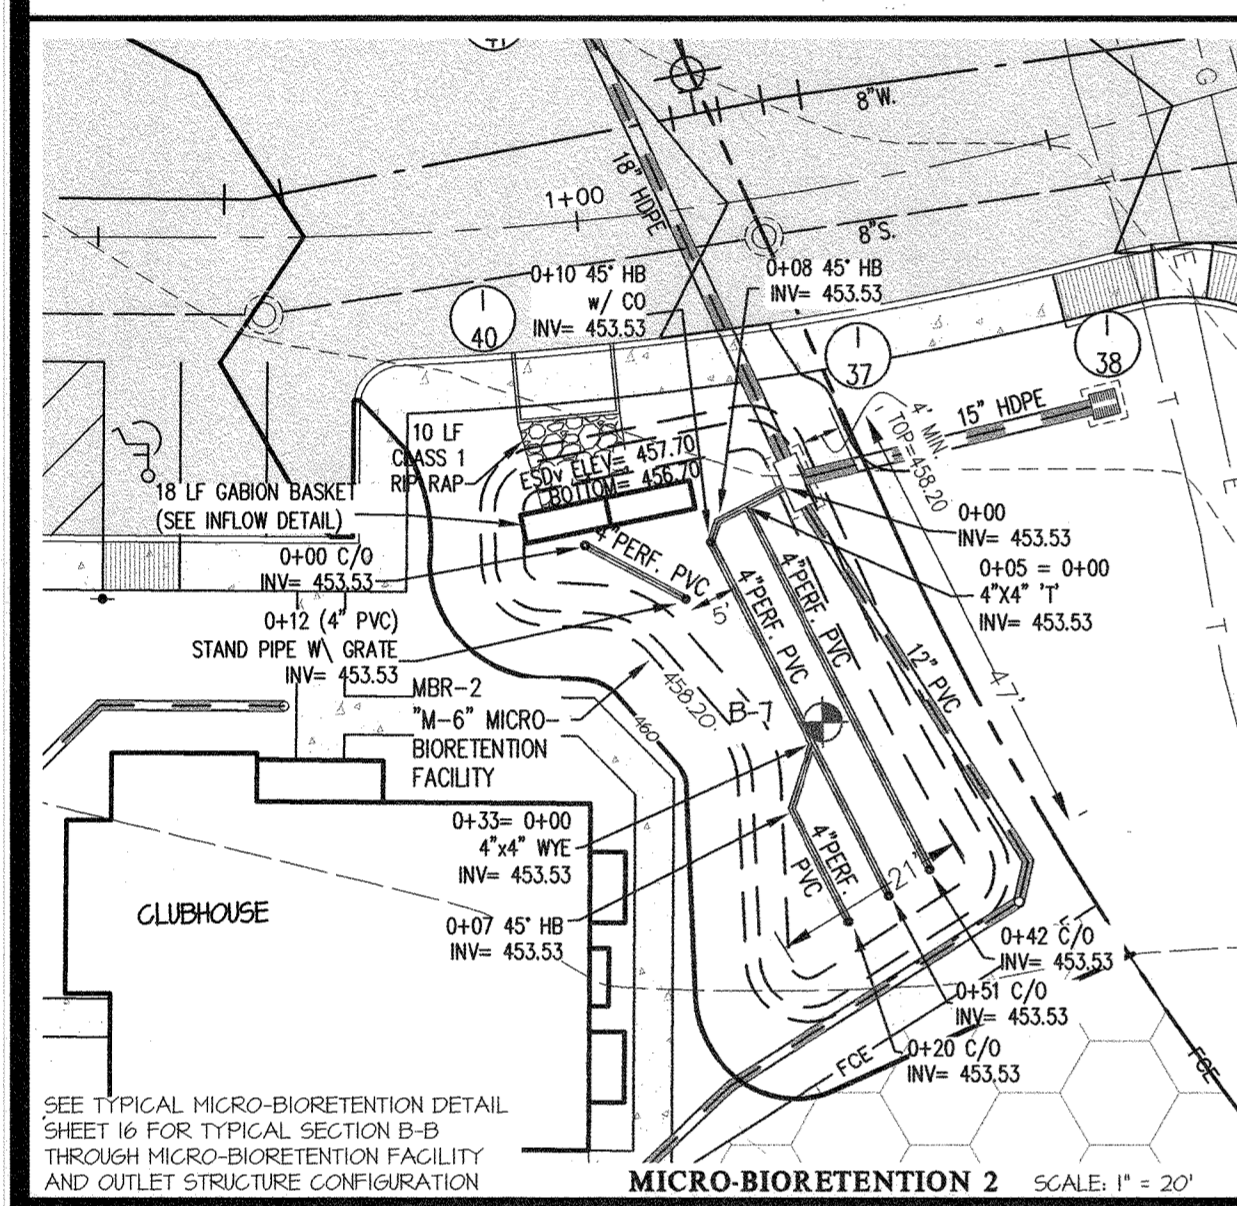 41
8"W.
G
18" HDPE
1+00
8"S.
E
0+10 45° HB
w/ CO
INV= 453.53
0+08 45° HB
INV= 453.53
I
40
I
37
I
38
15" HDPE
4' MIN.
TOP=458.20
T
E
10 LF
CLASS 1
RIP RAP
ESDv ELEV= 457.70
BOTTOM= 456.70
18 LF GABION BASKET
(SEE INFLOW DETAIL)
0+00
INV= 453.53
0+00 C/O
INV= 453.53
4"PERF. PVC
4"PERF. PVC
4"PERF. PVC
5'
0+05 = 0+00
4"X4" 'T'
INV= 453.53
T
0+12 (4" PVC)
STAND PIPE W\ GRATE
INV= 453.53
12" PVC
47'
MBR-2
"M-6" MICRO-
BIORETENTION
FACILITY
458.20
460
B-7
0+33= 0+00
4"x4" WYE
INV= 453.53
4"PERF.
PVC
21'
CLUBHOUSE
0+07 45° HB
INV= 453.53
0+42 C/O
INV= 453.53
0+51 C/O
INV= 453.53
0+20 C/O
INV= 453.53
FCE
FCE
SEE TYPICAL MICRO-BIORETENTION DETAIL
SHEET 16 FOR TYPICAL SECTION B-B
THROUGH MICRO-BIORETENTION FACILITY
AND OUTLET STRUCTURE CONFIGURATION
MICRO-BIORETENTION 2 SCALE: 1" = 20'